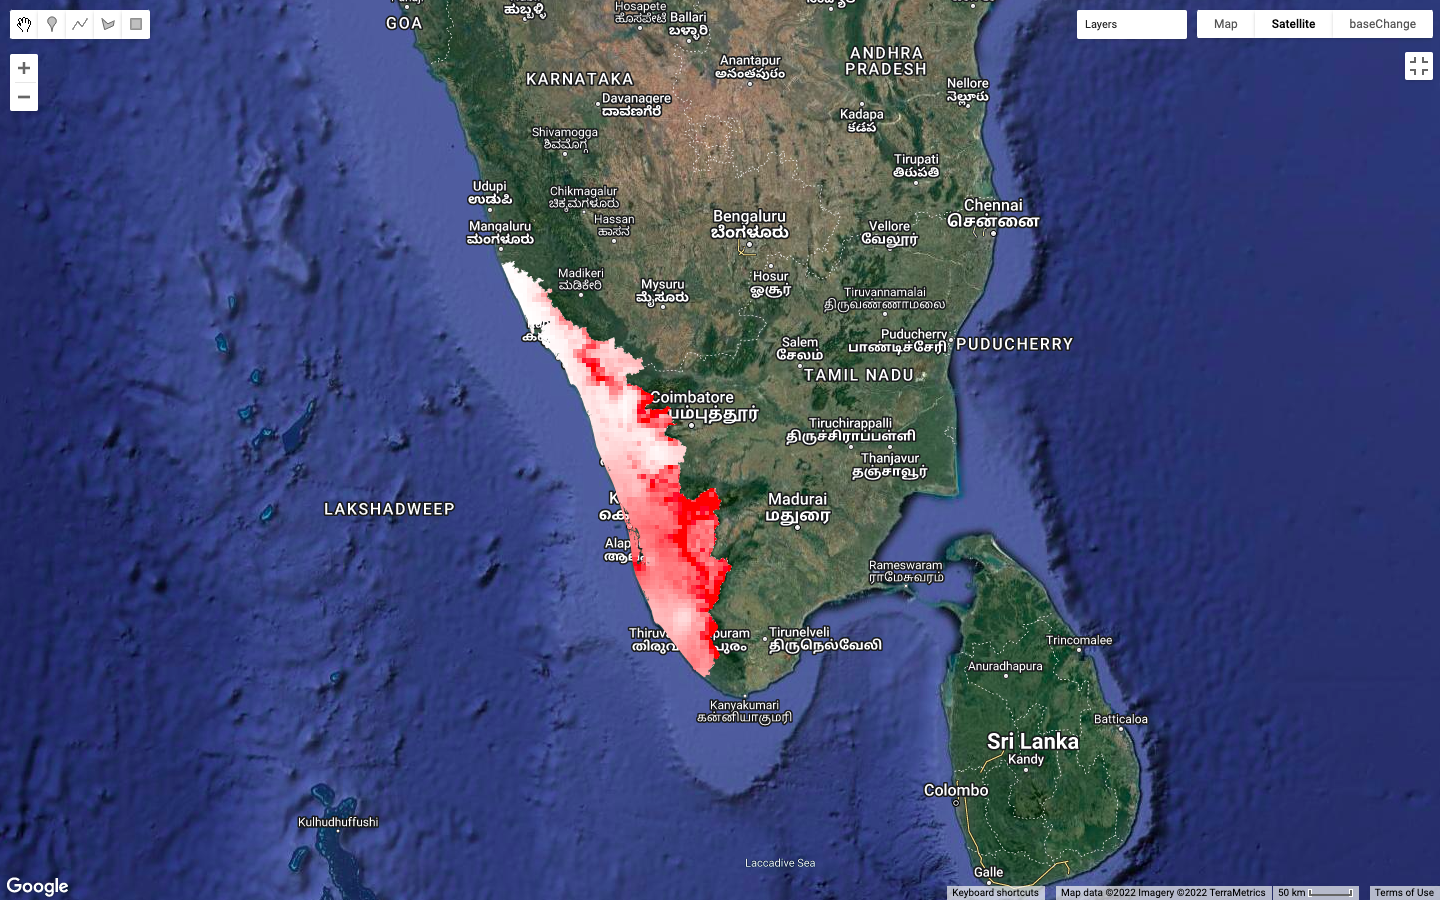 Layers
Map
Satellite
baseChange
GOA
ಹುಬ್ಬಳ್ಳಿ
Hosapete
ಹೊಸಪೇಟೆ
Ballari
ಬಳ್ಳಾರಿ
ANDHRA
PRADESH
Anantapur
అనంతపురం
KARNATAKA
Nellore
నెల్లూరు
Davanagere
ದಾವಣಗೆರೆ
Kadapa
కడప
Shivamogga
ಶಿವಮೊಗ್ಗ
Tirupati
తిరుపతి
Udupi
ಉಡುಪಿ
Chikmagalur
ಚಿಕ್ಕಮಗಳೂರು
Chennai
சென்னை
Hassan
ಹಾಸನ
Bengaluru
ಬೆಂಗಳೂರು
Mangaluru
ಮಂಗಳೂರು
Vellore
வேலூர்
Madikeri
ಮಡಿಕೇರಿ
Mysuru
ಮೈಸೂರು
Hosur
ஓசூர்
Tiruvannamalai
திருவண்ணாமலை
Puducherry
பாண்டிச்சேரி
PUDUCHERRY
Salem
சேலம்
TAMIL NADU
Coimbatore
ம்புத்தூர்
Tiruchirappalli
திருச்சிராப்பள்ளி
Thanjavur
தஞ்சாவூர்
Madurai
மதுரை
LAKSHADWEEP
Alap
Rameswaram
ராமேசுவரம்
Thiruv
puram
Tirunelveli
திருநெல்வேலி
Trincomalee
Anuradhapura
Kanyakumari
கன்னியாகுமரி
Batticaloa
Sri Lanka
Kandy
Colombo
Kulhudhuffushi
Laccadive Sea
Galle
Google
Keyboard shortcuts
Map data ©2022 Imagery ©2022 TerraMetrics
50 km
Terms of Use